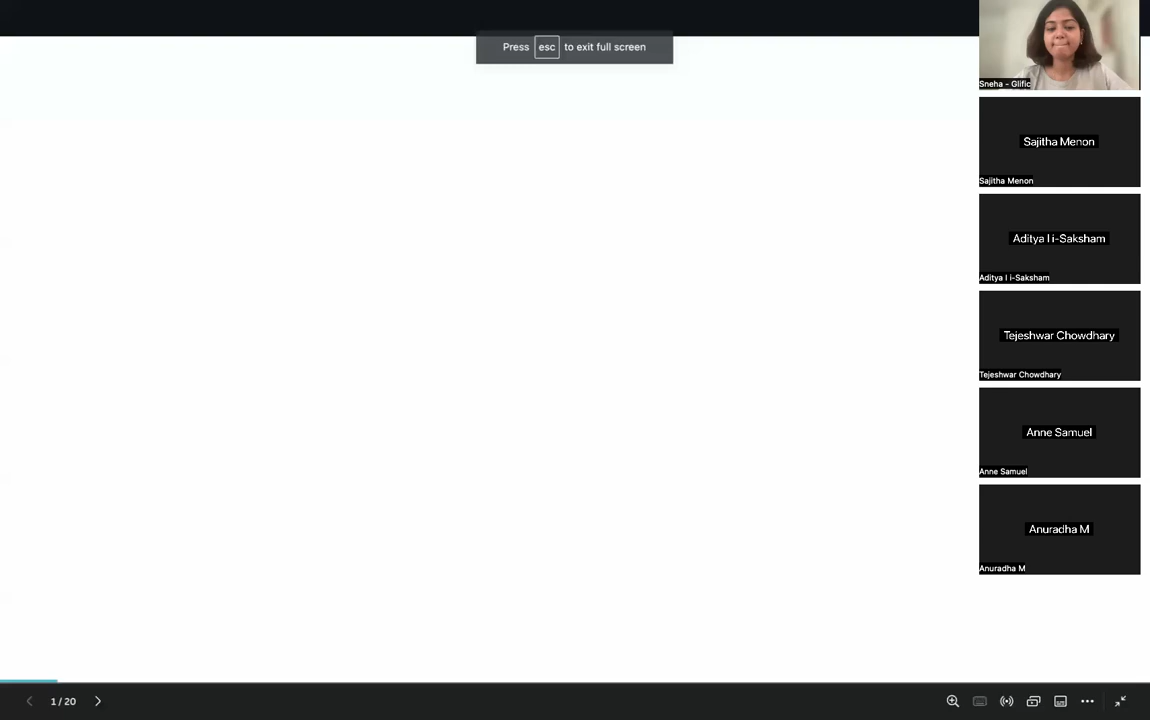 Press esc to exit full screen
Sneha - Glific
Sajitha Menon
Sajitha Menon
Aditya I i-Saksham
Aditya I i-Saksham
Tejeshwar Chowdhary
Tejeshwar Chowdhary
Anne Samuel
Anne Samuel
Anuradha M
Anuradha M
1 / 20